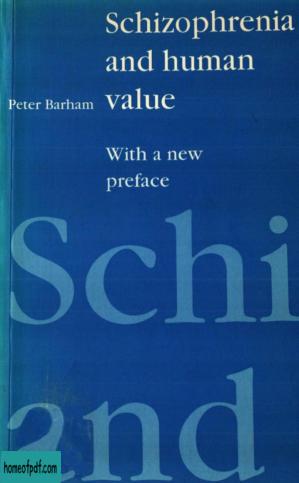 Schizophrenia
and human
Peter Barham value
With a new
preface
Schi
and
homeofpdf.com